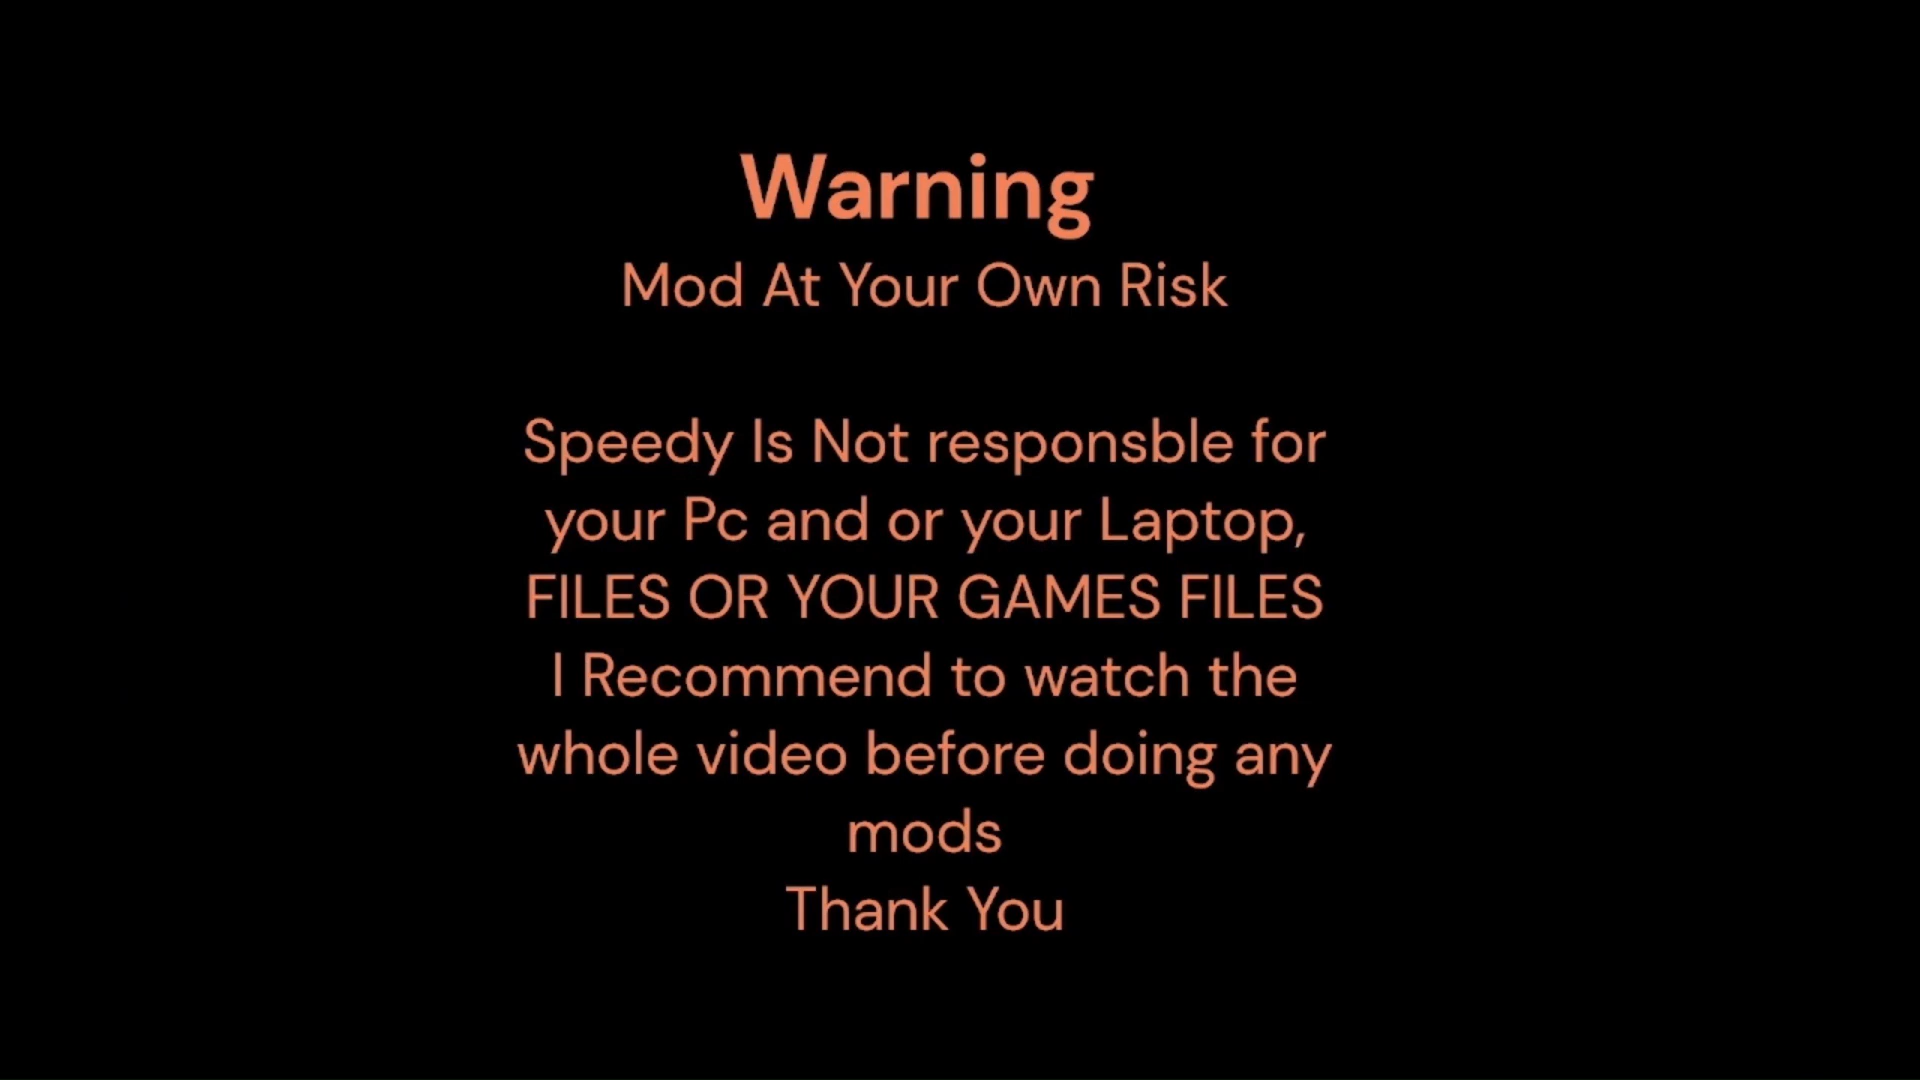 Warning
Mod At Your Own Risk
Speedy Is Not responsble for
your Pc and or your Laptop,
FILES OR YOUR GAMES FILES
I Recommend to watch the
whole video before doing any
mods
Thank You